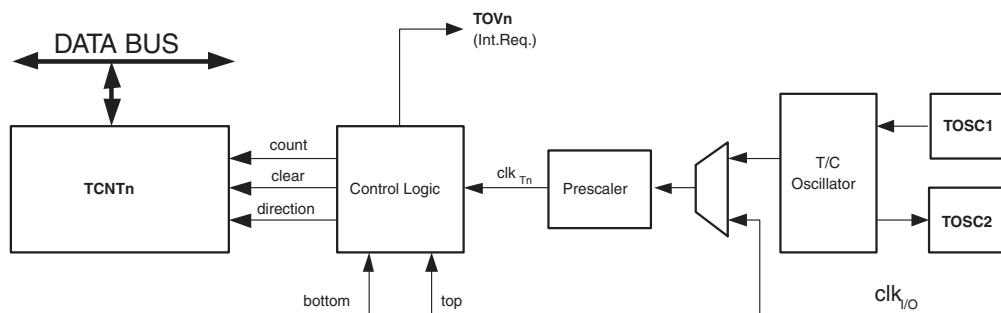 TOVn
(Int.Req.)
DATA BUS
TOSC1
count
T/C
Oscillator
TCNTn
clear
Control Logic
clk Tn
Prescaler
direction
TOSC2
bottom
top
clk I/O